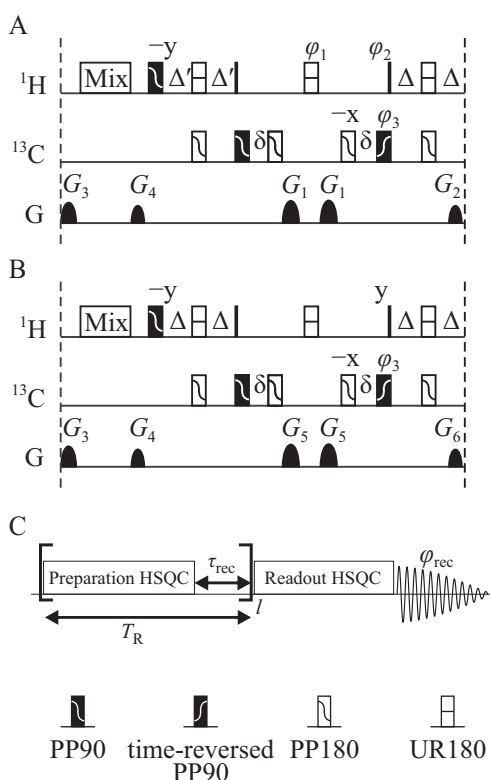 A
−y φ1 φ2
1H Mix Δ′ Δ′ Δ Δ
−x φ3
13C δ δ
G3 G4 G1 G1 G2
G
B
−y y
1H Mix Δ Δ Δ Δ
−x φ3
13C δ δ
G3 G4 G5 G5 G6
G
C
τrec φrec
Preparation HSQC Readout HSQC
l
TR
PP90 time-reversed PP90 PP180 UR180